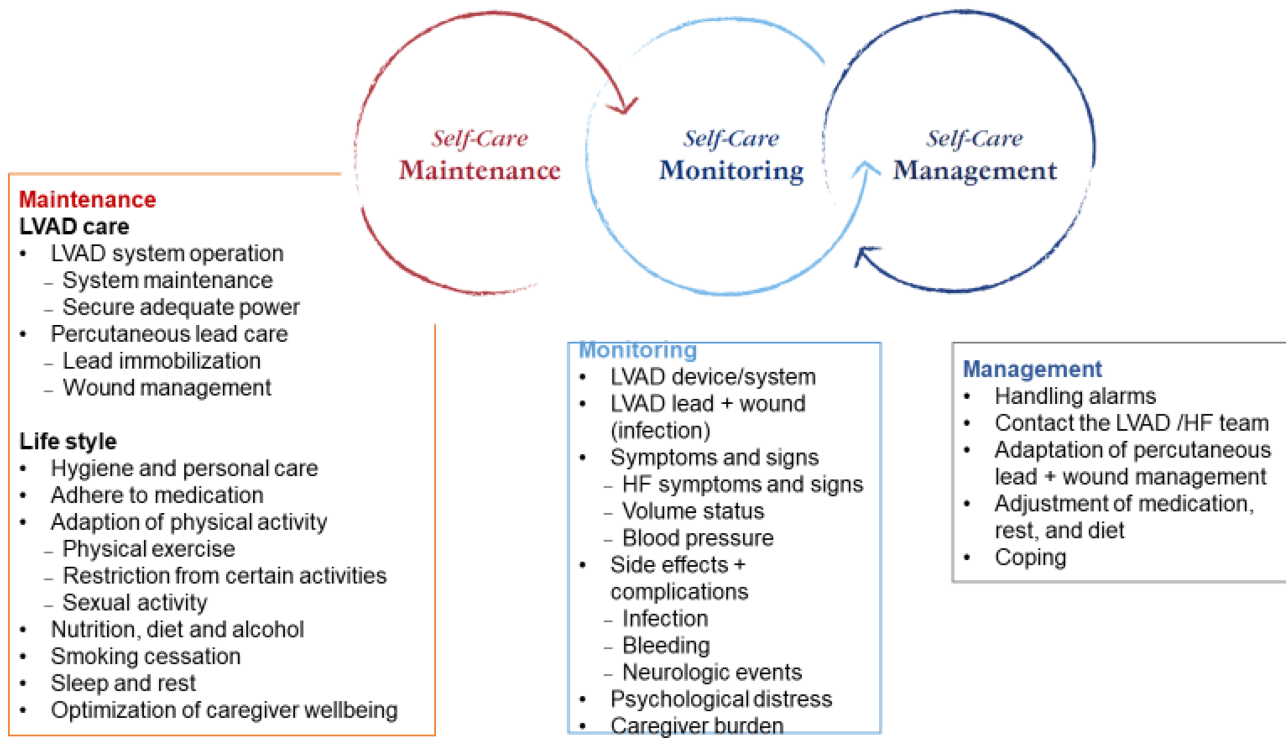 Self-Care
Maintenance
Self-Care
Monitoring
Self-Care
Management
Maintenance
LVAD care
• LVAD system operation
– System maintenance
– Secure adequate power
• Percutaneous lead care
– Lead immobilization
– Wound management
Life style
• Hygiene and personal care
• Adhere to medication
• Adaption of physical activity
– Physical exercise
– Restriction from certain activities
– Sexual activity
• Nutrition, diet and alcohol
• Smoking cessation
• Sleep and rest
• Optimization of caregiver wellbeing
Monitoring
• LVAD device/system
• LVAD lead + wound
(infection)
• Symptoms and signs
– HF symptoms and signs
– Volume status
– Blood pressure
• Side effects +
complications
– Infection
– Bleeding
– Neurologic events
• Psychological distress
• Caregiver burden
Management
• Handling alarms
• Contact the LVAD /HF team
• Adaptation of percutaneous
lead + wound management
• Adjustment of medication,
rest, and diet
• Coping